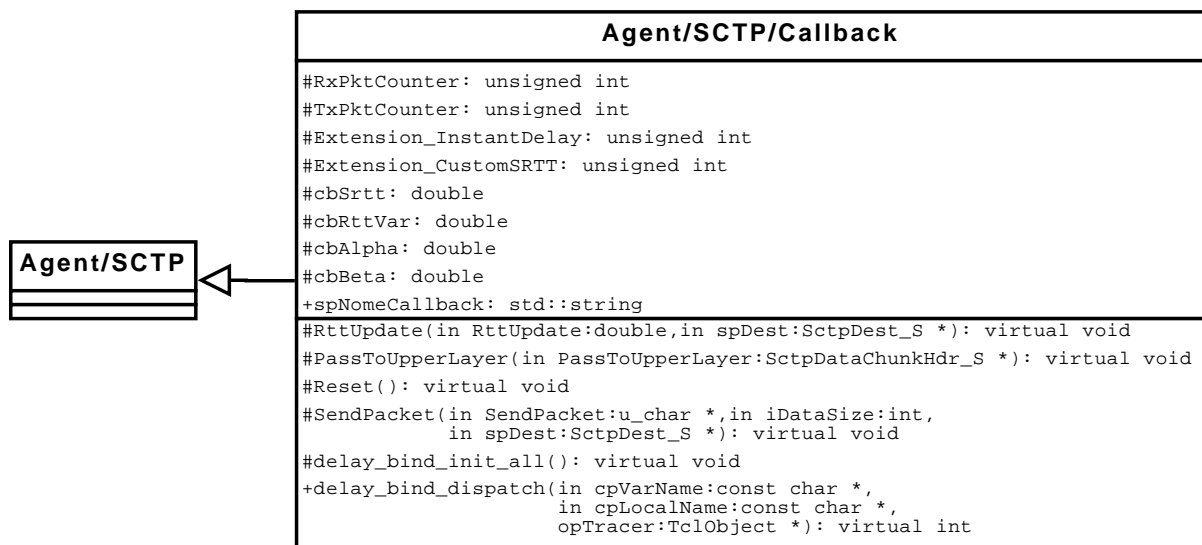 Agent/SCTP/Callback
#RxPktCounter: unsigned int
#TxPktCounter: unsigned int
#Extension_InstantDelay: unsigned int
#Extension_CustomSRTT: unsigned int
#cbSrtt: double
#cbRttVar: double
#cbAlpha: double
#cbBeta: double
+spNomeCallback: std::string
#RttUpdate(in RttUpdate:double,in spDest:SctpDest_S *): virtual void
#PassToUpperLayer(in PassToUpperLayer:SctpDataChunkHdr_S *): virtual void
#Reset(): virtual void
#SendPacket(in SendPacket:u_char *,in iDataSize:int,
in spDest:SctpDest_S *): virtual void
#delay_bind_init_all(): virtual void
+delay_bind_dispatch(in cpVarName:const char *,
in cpLocalName:const char *,
opTracer:TclObject *): virtual int
Agent/SCTP